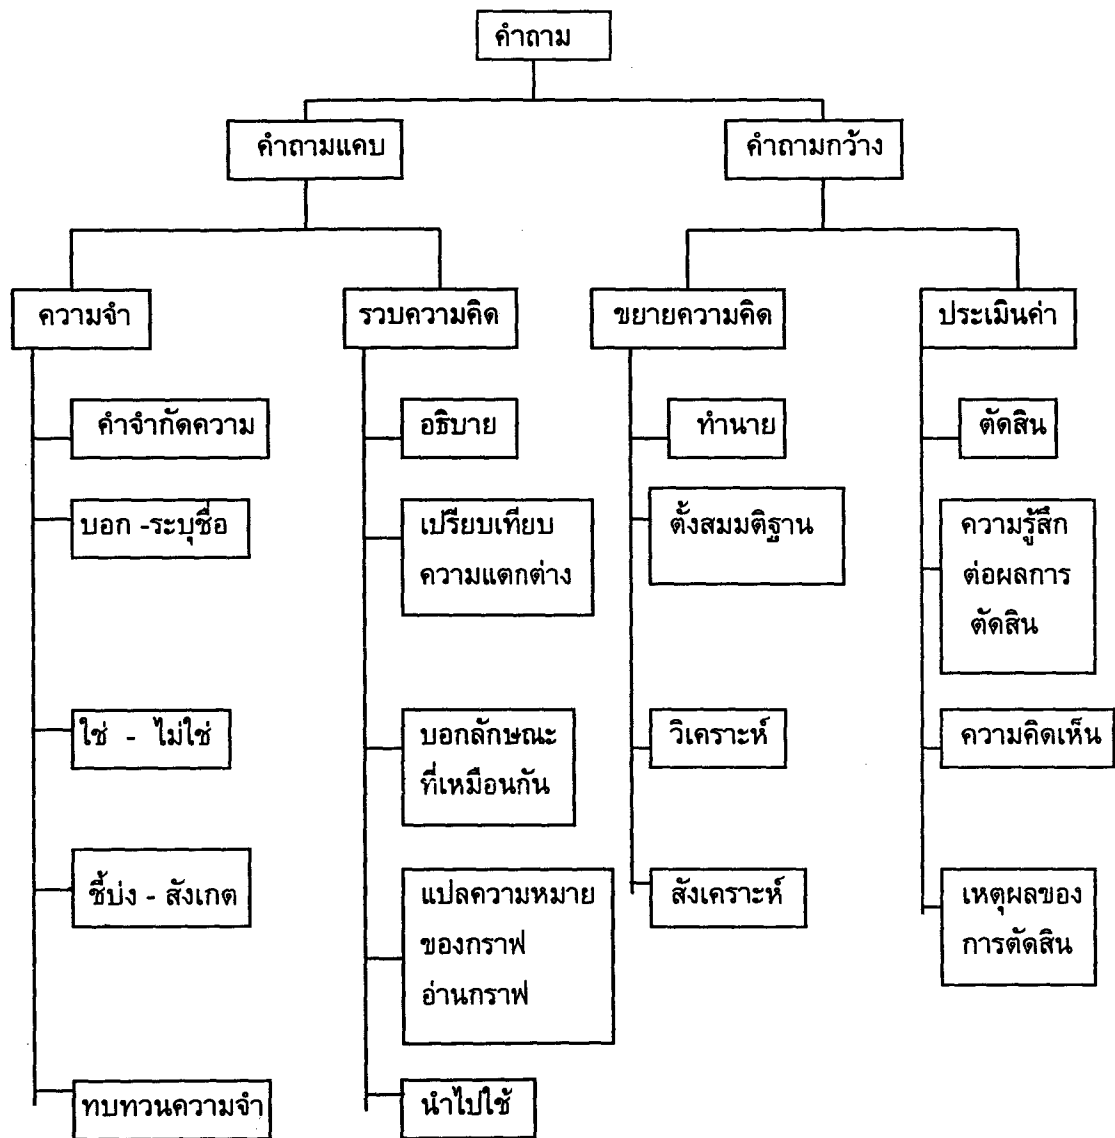 คำถาม
คำถามแคบ
คำถามกว้าง
ความจำ
รวบความคิด
ขยายความคิด
ประเมินค่า
คำจำกัดความ
บอก -ระบุชื่อ
ใช่ - ไม่ใช่
ชี้บ่ง - สังเกต
ทบทวนความจำ
อธิบาย
เปรียบเทียบ
ความแตกต่าง
บอกลักษณะ
ที่เหมือนกัน
แปลความหมาย
ของกราฟ
อ่านกราฟ
นำไปใช้
ทำนาย
ตั้งสมมติฐาน
วิเคราะห์
สังเคราะห์
ตัดสิน
ความรู้สึก
ต่อผลการ
ตัดสิน
ความคิดเห็น
เหตุผลของ
การตัดสิน